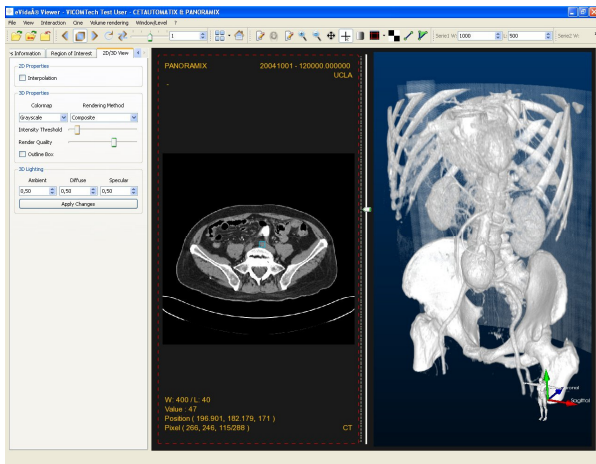 eViduÂ® Viewer - VICOMTech Test User - CETAUTOMATIX & PANORAMIX
File View Interaction Cine Volume rendering Window/Level ?
1
Series1 W: 1000 L: 500 Series2 W:
s Information Region of Interest 2D/3D View
2D Properties
Interpolation
3D Properties
Colormap Rendering Method
Grayscale Composite
Intensity Threshold
Render Quality
Outline Box
3D Lighting
Ambient Diffuse Specular
0,50 0,50 0,50
Apply Changes
PANORAMIX 20041001 - 120000.000000
UCLA
-
W: 400 / L: 40
Value : 47
Position ( 196.901, 182.179, 171 )
Pixel ( 266, 246, 115/288 ) CT
Sagittal